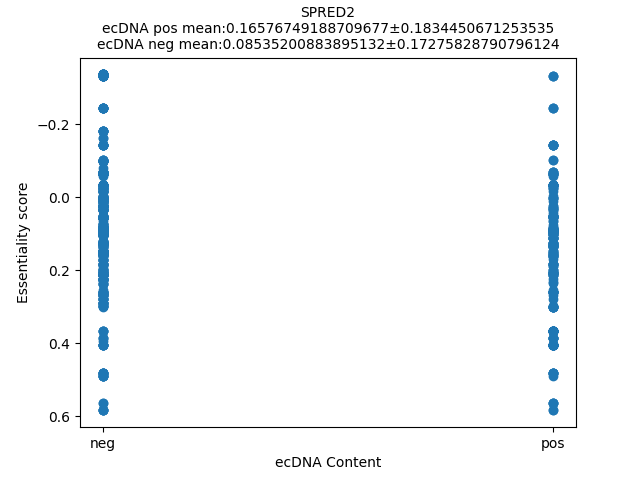 SPRED2
ecDNA pos mean:0.16576749188709677±0.1834450671253535
ecDNA neg mean:0.08535200883895132±0.17275828790796124
−0.2
0.0
0.2
0.4
0.6
Essentiality score
neg
pos
ecDNA Content